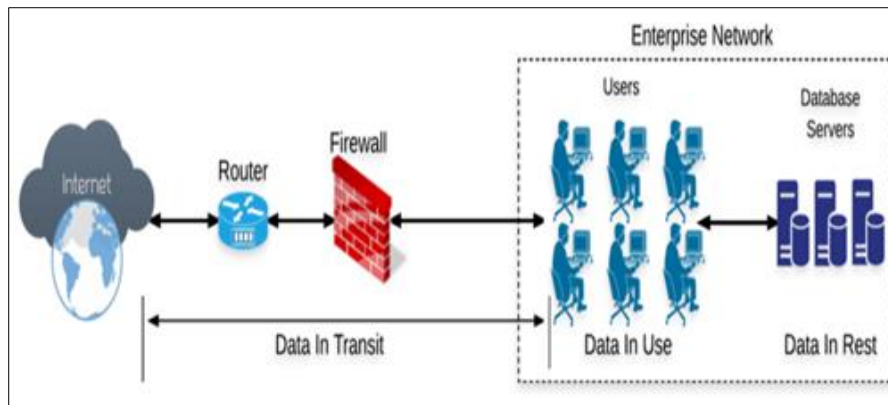 Enterprise Network
Users
Database
Servers
Firewall
Router
Internet
Data In Transit
Data In Use
Data In Rest